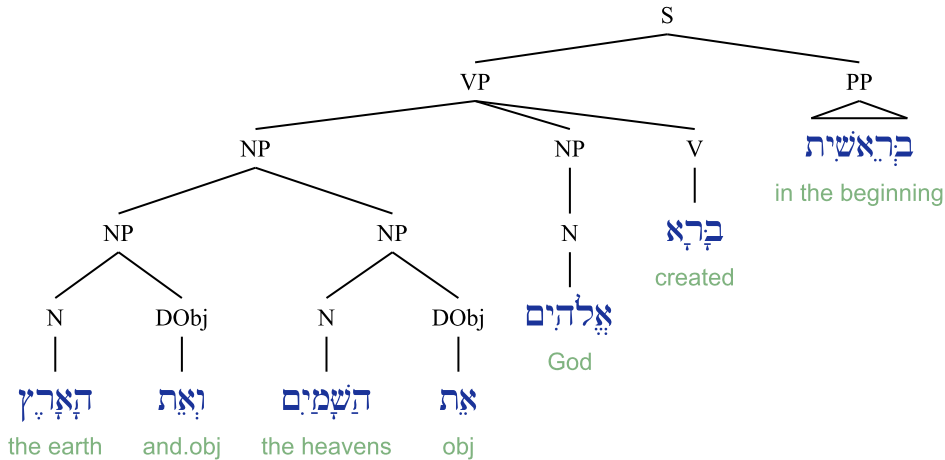 S
VP PP
NP NP V
בְּרֵאשִׁית
in the beginning
NP NP N
בָּרָא
created
N DObj N DObj
אֱלֹהִים
God
הָאָרֶץ וְאֵת הַשָּׁמַיִם אֵת
the earth and.obj the heavens obj